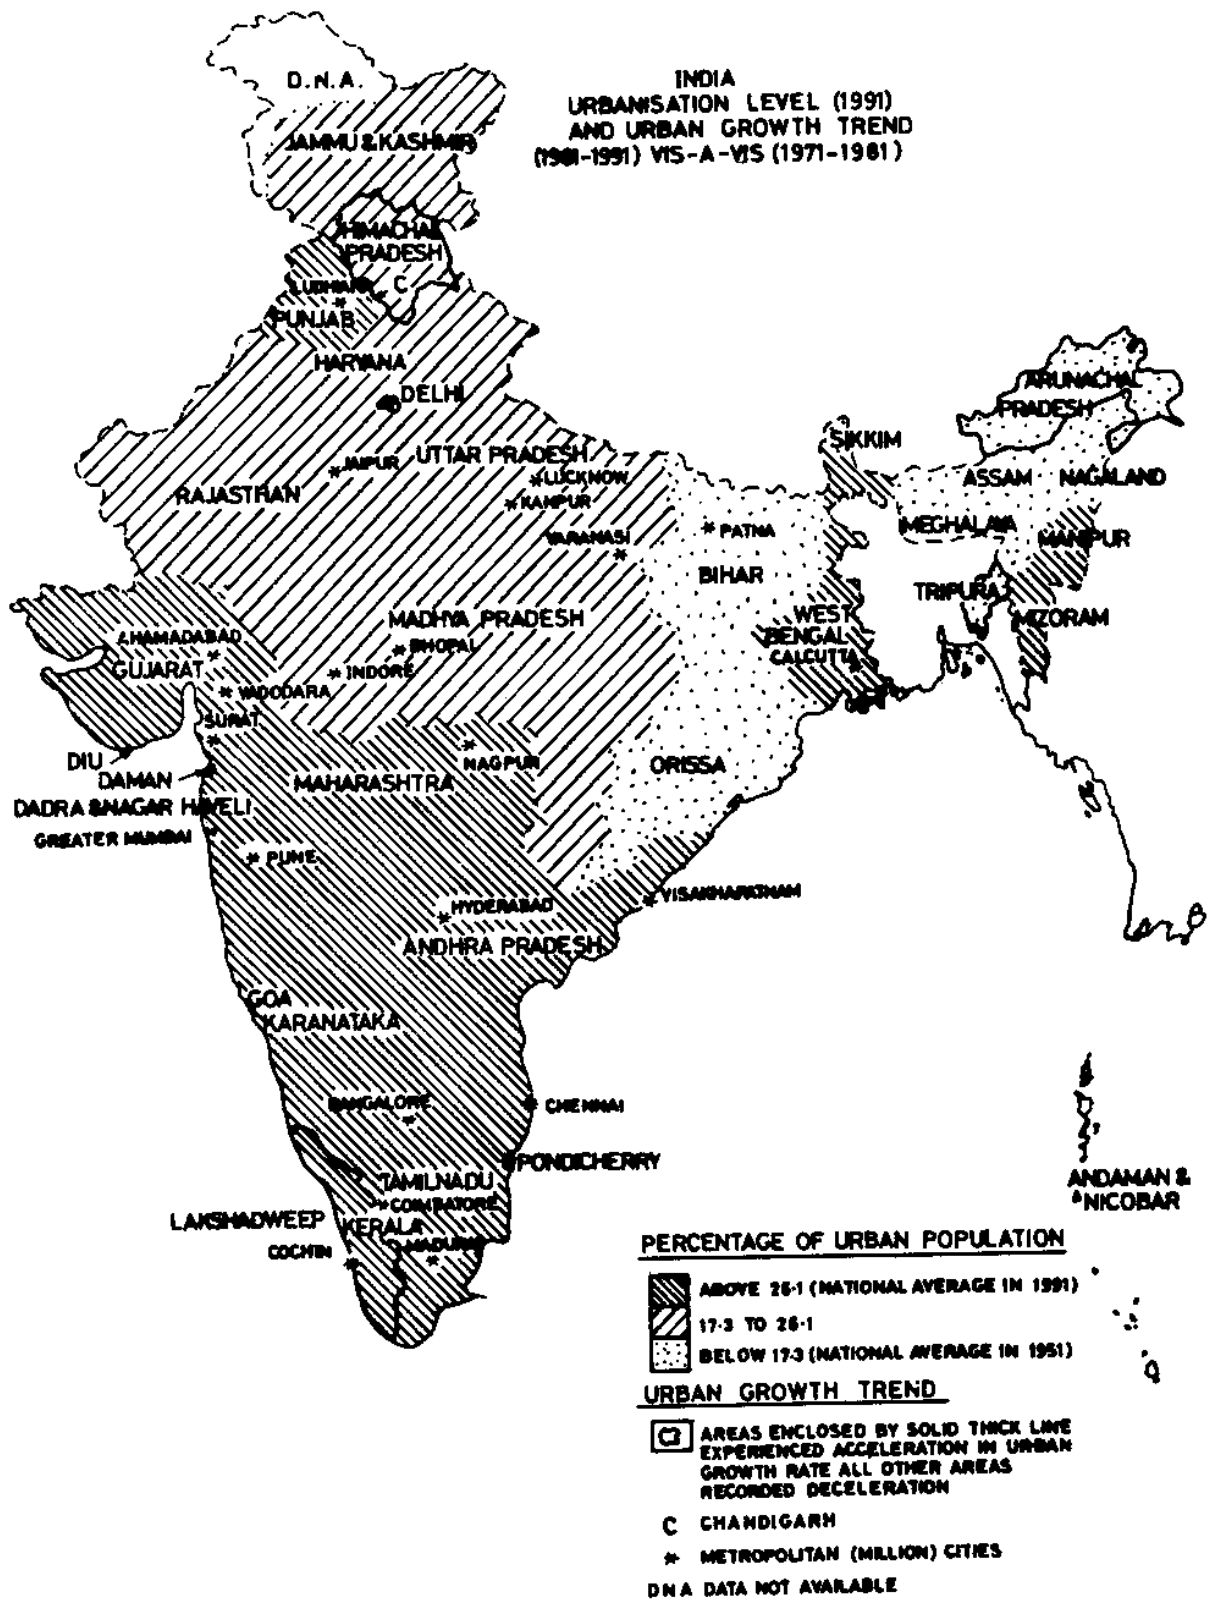 INDIA
URBANISATION LEVEL (1991)
AND URBAN GROWTH TREND
(1981-1991) VIS-A-VIS (1971-1981)
D.N.A.
JAMMU & KASHMIR
HIMACHAL
PRADESH
C
PUNJAB
HARYANA
DELHI
ARUNACHAL
PRADESH
SIKKIM
UTTAR PRADESH
JAIPUR
LUCKNOW
ASSAM
NAGALAND
RAJASTHAN
KANPUR
MEGHALAYA
MANIPUR
PATNA
VARANASI
BIHAR
TRIPURA
MIZORAM
MADHYA PRADESH
WEST
BENGAL
CALCUTTA
AHAMADABAD
BHOPAL
GUJARAT
INDORE
VADODARA
SURAT
DIU
NAGPUR
ORISSA
DAMAN
MAHARASHTRA
DADRA & NAGAR HAVELI
GREATER MUMBAI
PUNE
VISAKHAPATNAM
HYDERABAD
ANDHRA PRADESH
GOA
KARANATAKA
BANGALORE
CHENNAI
PONDICHERRY
TAMILNADU
COIMBATORE
ANDAMAN &
NICOBAR
LAKSHADWEEP
KERALA
COCHIN
MADURAI
PERCENTAGE OF URBAN POPULATION
ABOVE 26·1 (NATIONAL AVERAGE IN 1991)
17·3 TO 26·1
BELOW 17·3 (NATIONAL AVERAGE IN 1951)
URBAN GROWTH TREND
AREAS ENCLOSED BY SOLID THICK LINE
EXPERIENCED ACCELERATION IN URBAN
GROWTH RATE ALL OTHER AREAS
RECORDED DECELERATION
C CHANDIGARH
* METROPOLITAN (MILLION) CITIES
DNA DATA NOT AVAILABLE